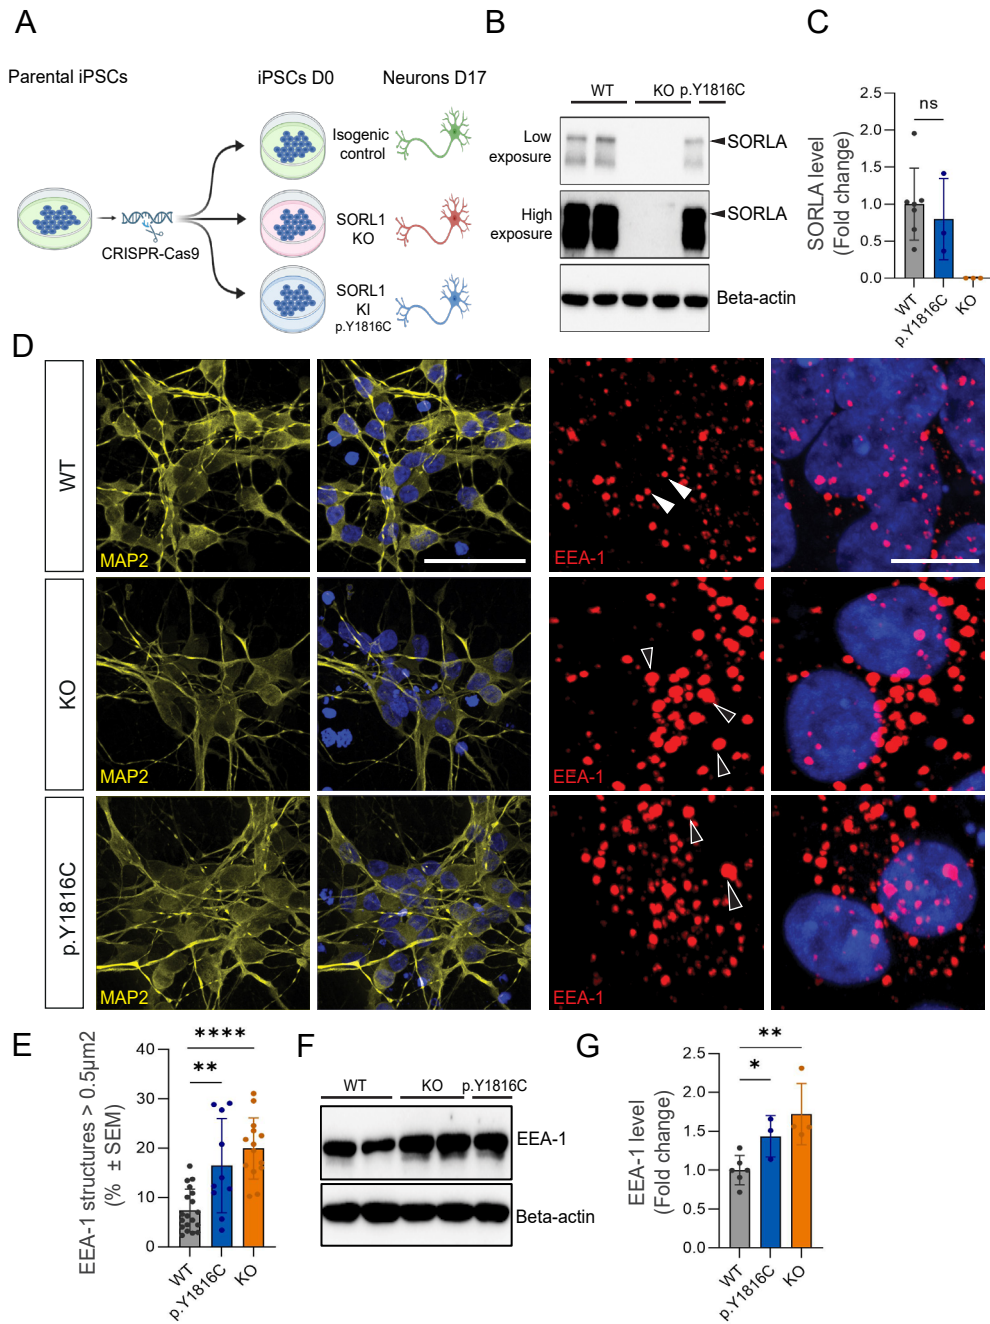 A
Parental iPSCs
iPSCs D0
Neurons D17
Isogenic
control
CRISPR-Cas9
SORL1
KO
SORL1
KI
p.Y1816C
B
WT
KO
p.Y1816C
Low
exposure
SORLA
High
exposure
SORLA
Beta-actin
C
SORLA level
(Fold change)
2.5
2.0
1.5
1.0
0.5
0.0
ns
WT
p.Y1816C
KO
D
WT
MAP2
EEA-1
KO
MAP2
EEA-1
p.Y1816C
MAP2
EEA-1
E
EEA-1 structures > 0.5µm2
(% ± SEM)
40
30
20
10
0
****
**
WT
p.Y1816C
KO
F
WT
KO
p.Y1816C
EEA-1
Beta-actin
G
EEA-1 level
(Fold change)
2.5
2.0
1.5
1.0
0.5
0.0
**
*
WT
p.Y1816C
KO